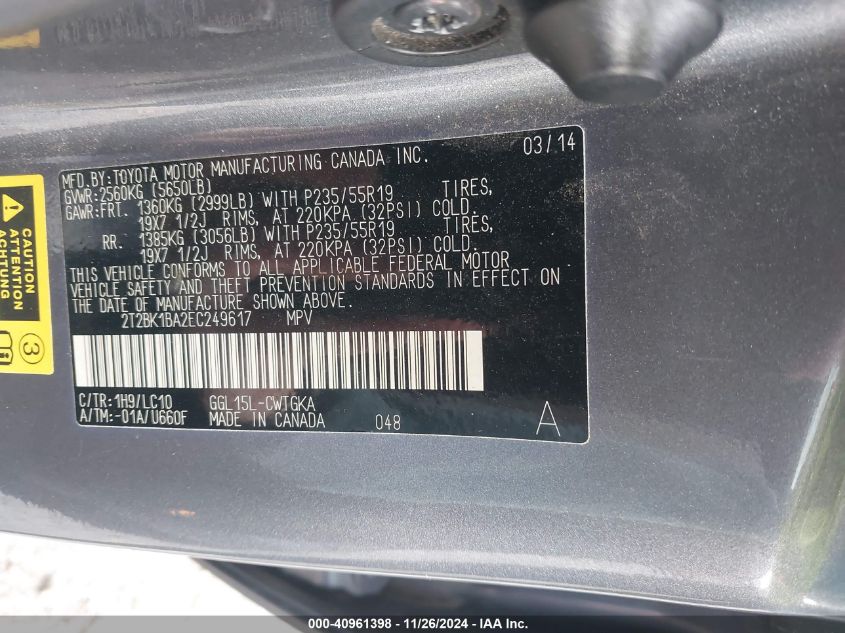 MFD.BY:TOYOTA MOTOR MANUFACTURING CANADA INC. 03/14
GVWR:2560KG (5650LB)
GAWR:FRT. 1360KG (2999LB) WITH P235/55R19 TIRES,
19X7 1/2J RIMS, AT 220KPA (32PSI) COLD.
RR. 1385KG (3056LB) WITH P235/55R19 TIRES,
19X7 1/2J RIMS, AT 220KPA (32PSI) COLD.
THIS VEHICLE CONFORMS TO ALL APPLICABLE FEDERAL MOTOR
VEHICLE SAFETY AND THEFT PREVENTION STANDARDS IN EFFECT ON
THE DATE OF MANUFACTURE SHOWN ABOVE.
2T2BK1BA2EC249617 MPV
C/TR:1H9/LC10 GGL15L-CWTGKA
A/TM:-01A/U660F MADE IN CANADA 048 A
CAUTION
ATTENTION
ACHTUNG
3
000-40961398 - 11/26/2024 - IAA Inc.